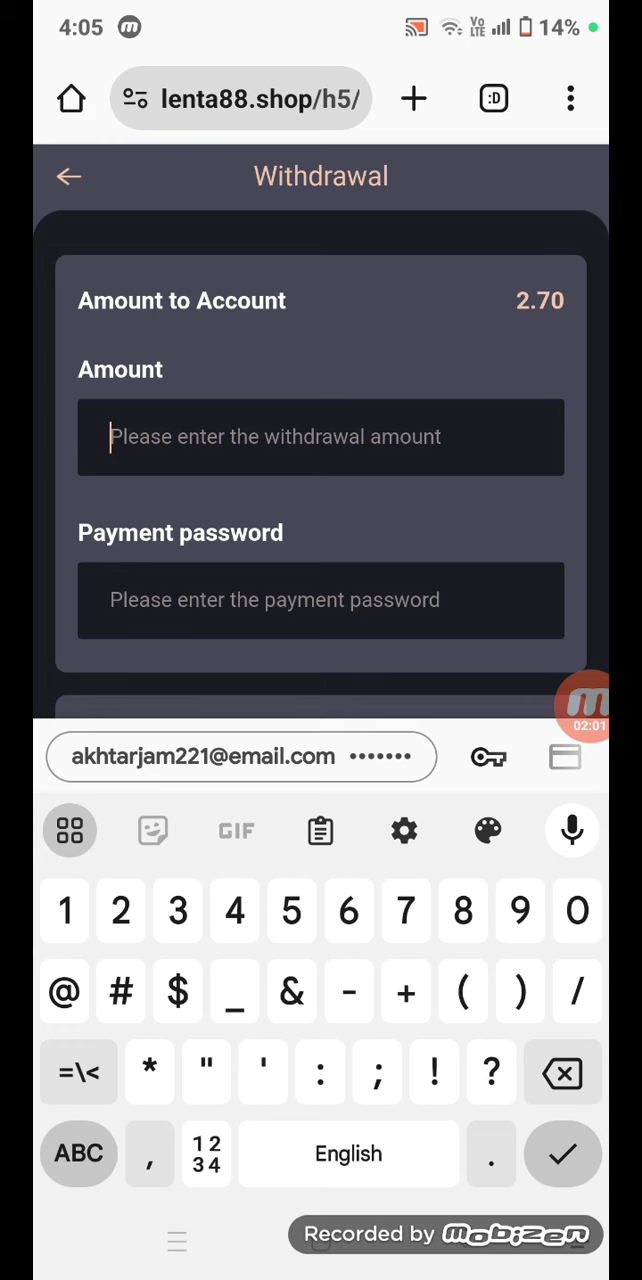 4:05 m Vo LTE 14%
lenta88.shop/h5/ + :D
Withdrawal
Amount to Account 2.70
Amount
Please enter the withdrawal amount
Payment password
Please enter the payment password
m
02:01
akhtarjam221@email.com •••••••
GIF
1 2 3 4 5 6 7 8 9 0
@ # $ _ & - + ( ) /
=\< * " ' : ; ! ?
ABC , 12 34 English .
Recorded by mobizen